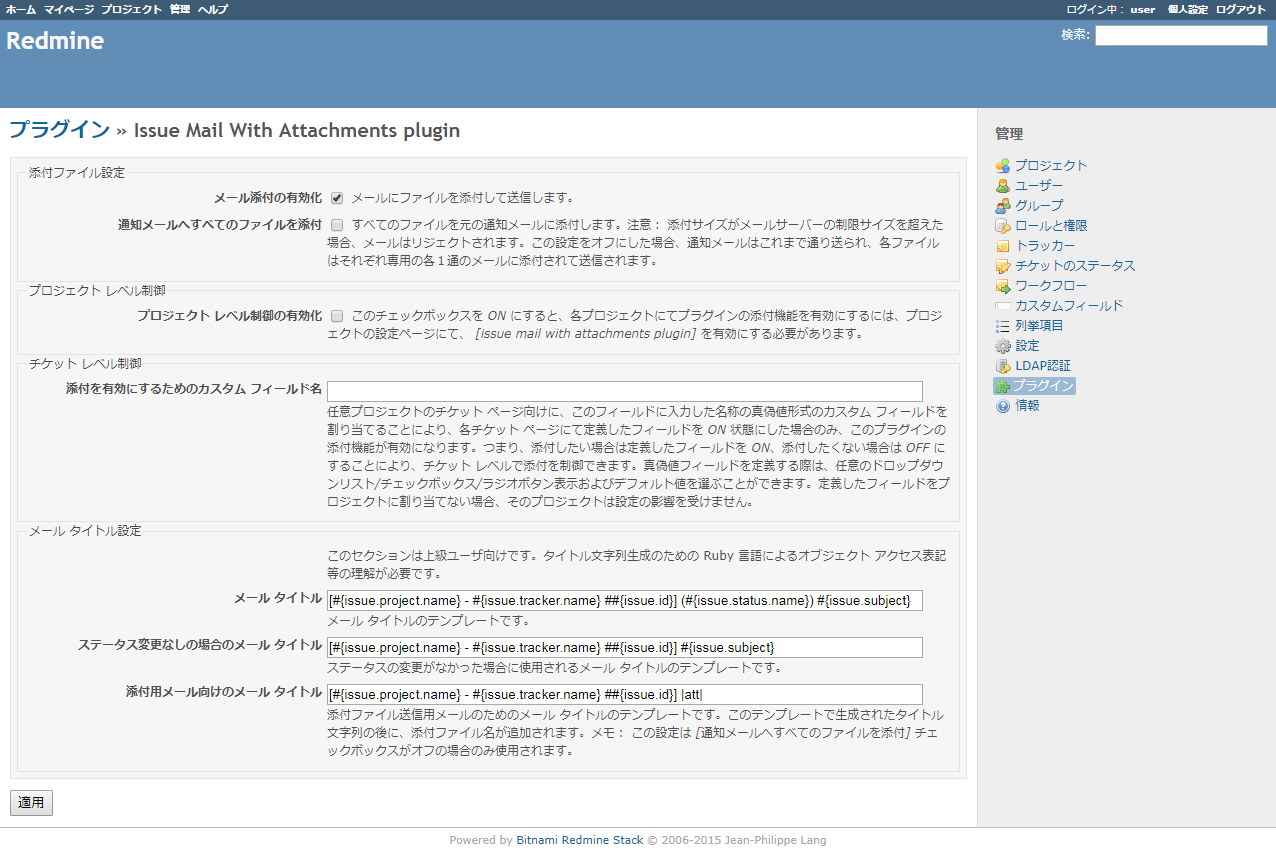 ホーム マイページ プロジェクト 管理 ヘルプ
ログイン中： user 個人設定 ログアウト
Redmine
検索:
プラグイン » Issue Mail With Attachments plugin
添付ファイル設定
メール添付の有効化 メールにファイルを添付して送信します。
通知メールへすべてのファイルを添付 すべてのファイルを元の通知メールに添付します。注意： 添付サイズがメールサーバーの制限サイズを超えた
場合、メールはリジェクトされます。この設定をオフにした場合、通知メールはこれまで通り送られ、各ファイル
はそれぞれ専用の各１通のメールに添付されて送信されます。
プロジェクト レベル制御
プロジェクト レベル制御の有効化 このチェックボックスを ON にすると、各プロジェクトにてプラグインの添付機能を有効にするには、プロジ
ェクトの設定ページにて、 [issue mail with attachments plugin] を有効にする必要があります。
チケット レベル制御
添付を有効にするためのカスタム フィールド名
任意プロジェクトのチケット ページ向けに、このフィールドに入力した名称の真偽値形式のカスタム フィールドを
割り当てることにより、各チケット ページにて定義したフィールドを ON 状態にした場合のみ、このプラグインの
添付機能が有効になります。つまり、添付したい場合は定義したフィールドを ON、添付したくない場合は OFF に
することにより、チケット レベルで添付を制御できます。真偽値フィールドを定義する際は、任意のドロップダウ
ンリスト/チェックボックス/ラジオボタン表示およびデフォルト値を選ぶことができます。定義したフィールドをプ
ロジェクトに割り当てない場合、そのプロジェクトは設定の影響を受けません。
メール タイトル設定
このセクションは上級ユーザ向けです。タイトル文字列生成のための Ruby 言語によるオブジェクト アクセス表記
等の理解が必要です。
メール タイトル [#{issue.project.name} - #{issue.tracker.name} ##{issue.id}] (#{issue.status.name}) #{issue.subject}
メール タイトルのテンプレートです。
ステータス変更なしの場合のメール タイトル [#{issue.project.name} - #{issue.tracker.name} ##{issue.id}] #{issue.subject}
ステータスの変更がなかった場合に使用されるメール タイトルのテンプレートです。
添付用メール向けのメール タイトル [#{issue.project.name} - #{issue.tracker.name} ##{issue.id}] |att|
添付ファイル送信用メールのためのメール タイトルのテンプレートです。このテンプレートで生成されたタイトル
文字列の後に、添付ファイル名が追加されます。メモ： この設定は [通知メールへすべてのファイルを添付] チェ
ックボックスがオフの場合のみ使用されます。
適用
管理
プロジェクト
ユーザー
グループ
ロールと権限
トラッカー
チケットのステータス
ワークフロー
カスタムフィールド
列挙項目
設定
LDAP認証
プラグイン
情報
Powered by Bitnami Redmine Stack © 2006-2015 Jean-Philippe Lang